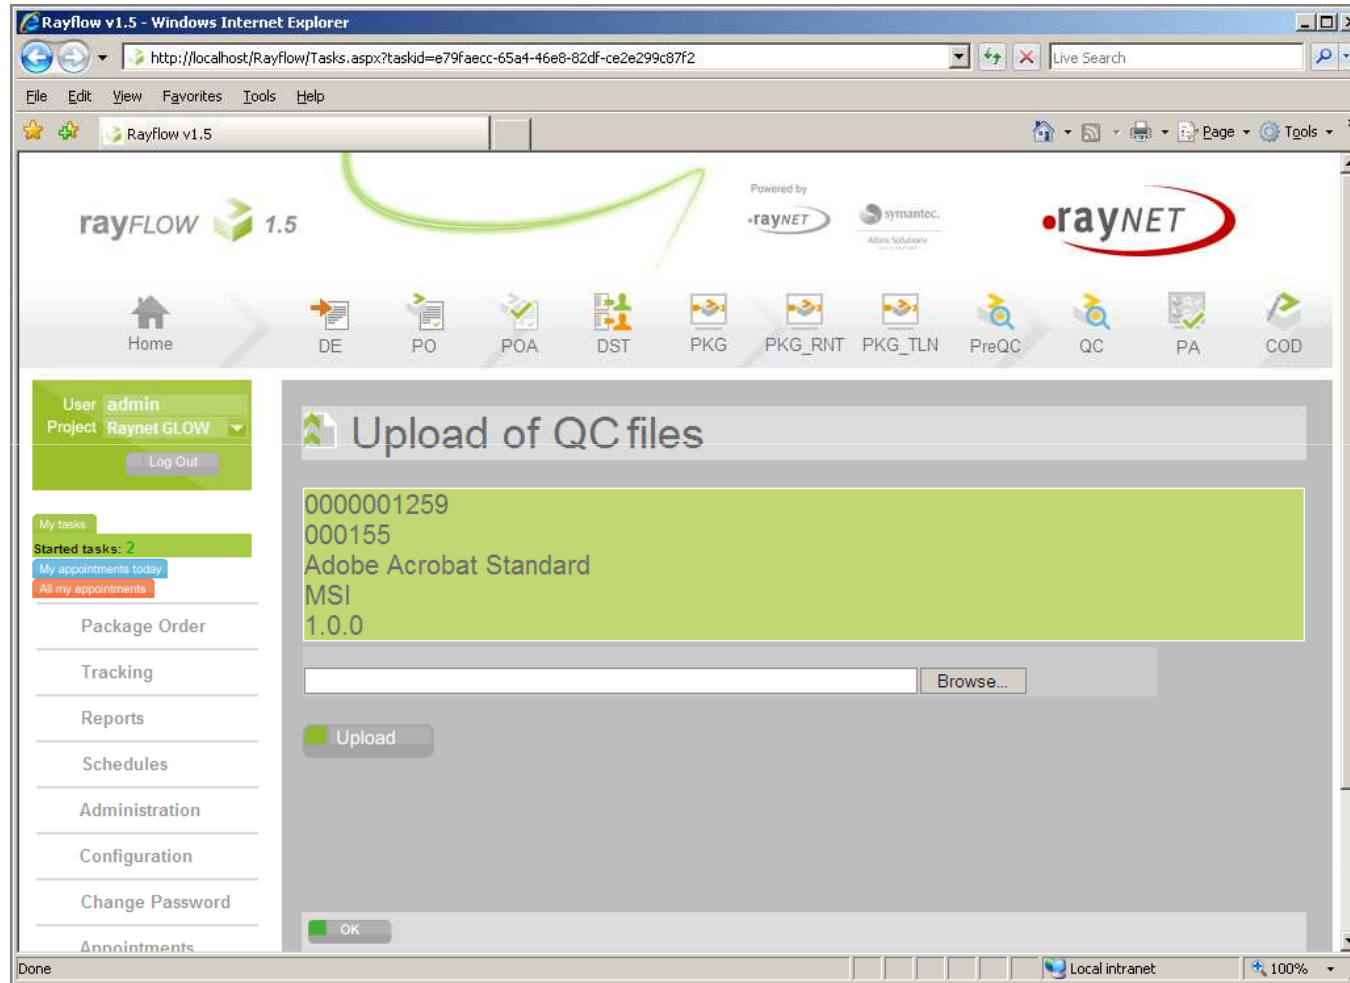 Rayflow v1.5 - Windows Internet Explorer
http://localhost/Rayflow/Tasks.aspx?taskid=e79faecc-65a4-46e8-82df-ce2e299c87f2
Live Search
File Edit View Favorites Tools Help
Rayflow v1.5
Page Tools
rayFLOW 1.5
Powered by
raynet
symantec.
Altiris Solutions
rayNET
Home DE PO POA DST PKG PKG_RNT PKG_TLN PreQC QC PA COD
User admin
Project Raynet GLOW
Log Out
My tasks
Started tasks: 2
My appointments today
All my appointments
Package Order
Tracking
Reports
Schedules
Administration
Configuration
Change Password
Appointments
Upload of QC files
0000001259
000155
Adobe Acrobat Standard
MSI
1.0.0
Browse...
Upload
OK
Done
Local intranet
100%